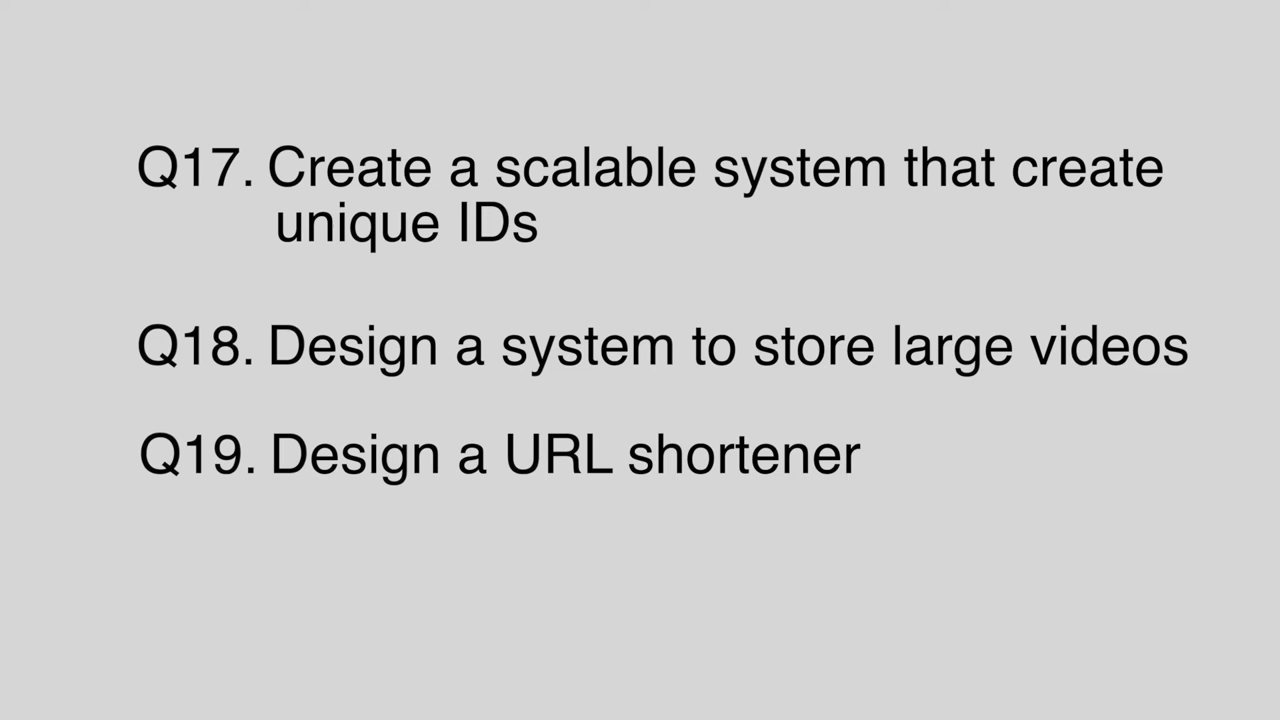 Q17. Create a scalable system that create
unique IDs
Q18. Design a system to store large videos
Q19. Design a URL shortener